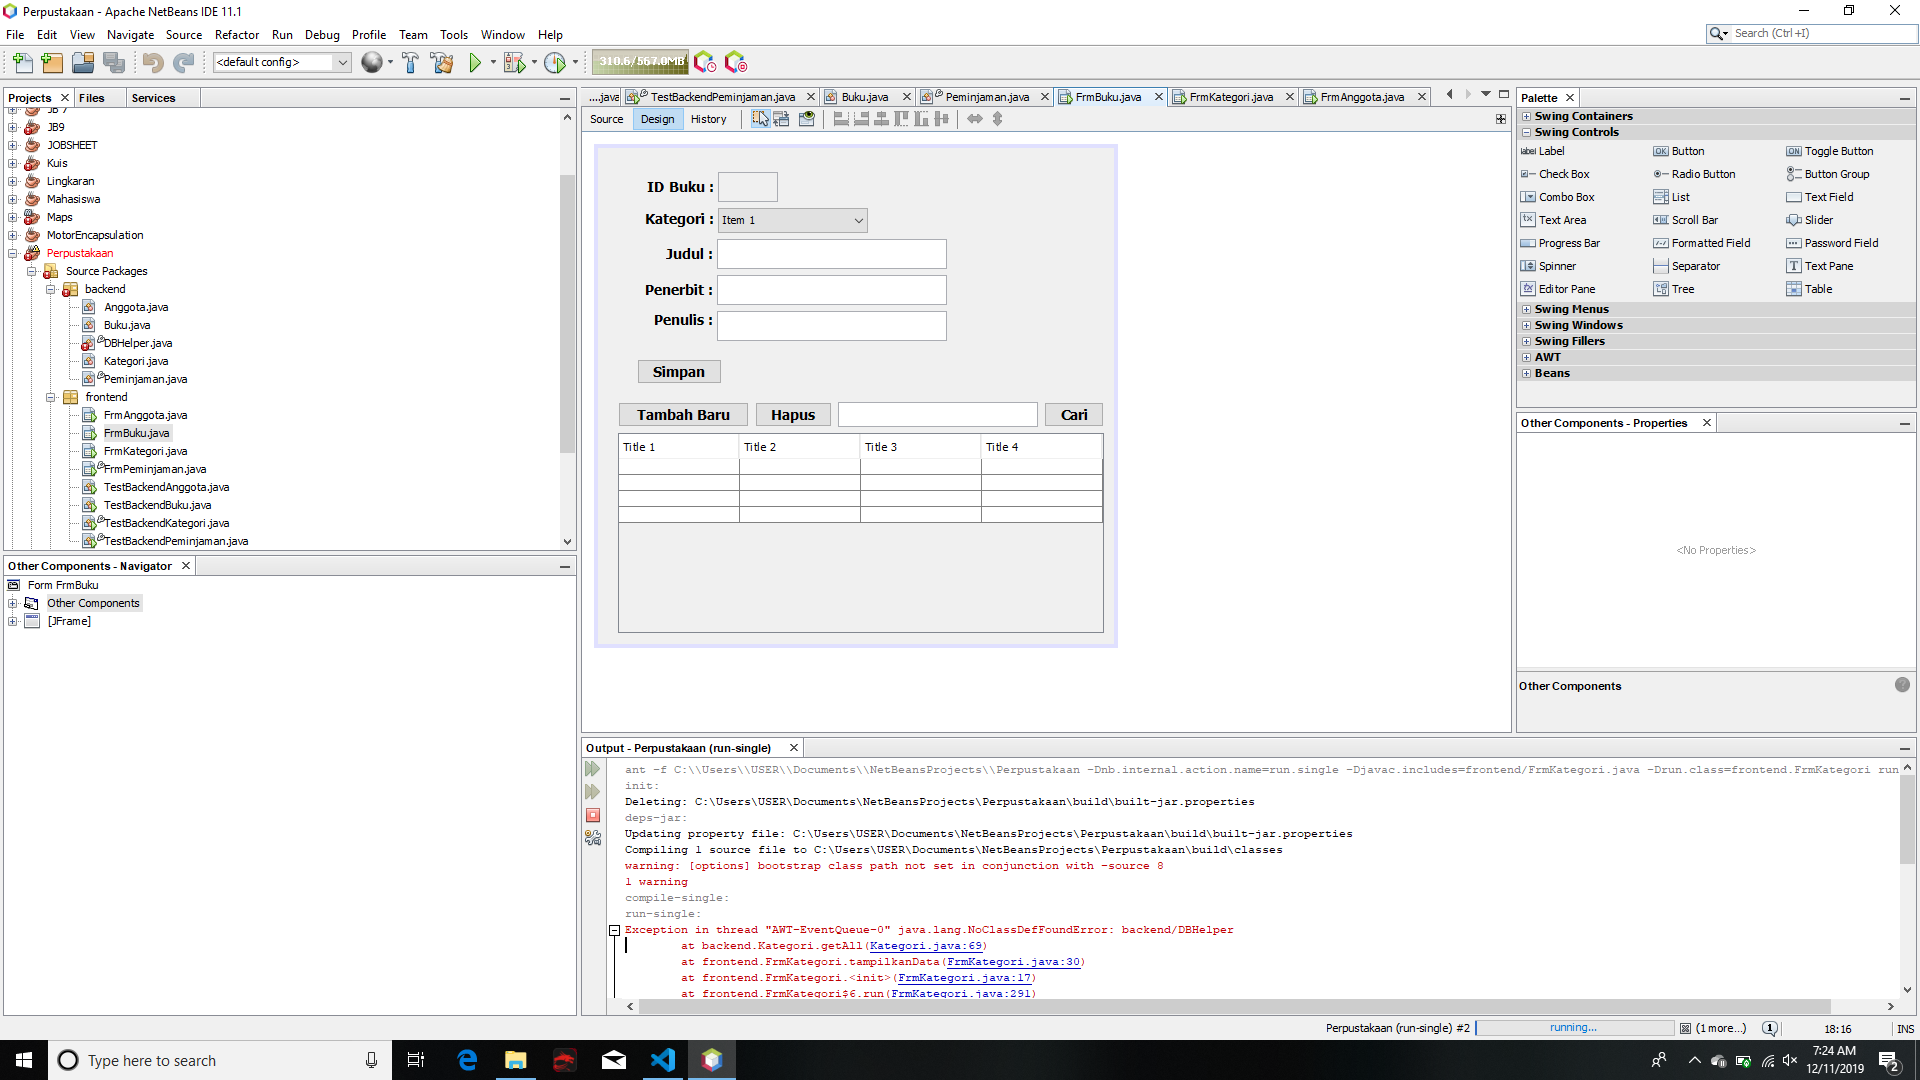 Perpustakaan - Apache NetBeans IDE 11.1
File Edit View Navigate Source Refactor Run Debug Profile Team Tools Window Help
Search (Ctrl+I)
<default config>
310.6/567.0MB
Projects Files Services
JB 7
JB9
JOBSHEET
Kuis
Lingkaran
Mahasiswa
Maps
MotorEncapsulation
Perpustakaan
Source Packages
backend
Anggota.java
Buku.java
DBHelper.java
Kategori.java
Peminjaman.java
frontend
FrmAnggota.java
FrmBuku.java
FrmKategori.java
FrmPeminjaman.java
TestBackendAnggota.java
TestBackendBuku.java
TestBackendKategori.java
TestBackendPeminjaman.java
Other Components - Navigator
Form FrmBuku
Other Components
[JFrame]
....java TestBackendPeminjaman.java Buku.java Peminjaman.java FrmBuku.java FrmKategori.java FrmAnggota.java
Source Design History
ID Buku :
Kategori : Item 1
Judul :
Penerbit :
Penulis :
Simpan
Tambah Baru Hapus Cari
Title 1 Title 2 Title 3 Title 4
Palette
Swing Containers
Swing Controls
label Label OK Button ON Toggle Button
Check Box Radio Button Button Group
Combo Box List Text Field
Text Area Scroll Bar Slider
Progress Bar Formatted Field Password Field
Spinner Separator Text Pane
Editor Pane Tree Table
Swing Menus
Swing Windows
Swing Fillers
AWT
Beans
Other Components - Properties
<No Properties>
Other Components
Output - Perpustakaan (run-single)
ant -f C:\\Users\\USER\\Documents\\NetBeansProjects\\Perpustakaan -Dnb.internal.action.name=run.single -Djavac.includes=frontend/FrmKategori.java -Drun.class=frontend.FrmKategori run
init:
Deleting: C:\Users\USER\Documents\NetBeansProjects\Perpustakaan\build\built-jar.properties
deps-jar:
Updating property file: C:\Users\USER\Documents\NetBeansProjects\Perpustakaan\build\built-jar.properties
Compiling 1 source file to C:\Users\USER\Documents\NetBeansProjects\Perpustakaan\build\classes
warning: [options] bootstrap class path not set in conjunction with -source 8
1 warning
compile-single:
run-single:
Exception in thread "AWT-EventQueue-0" java.lang.NoClassDefFoundError: backend/DBHelper
at backend.Kategori.getAll(Kategori.java:69)
at frontend.FrmKategori.tampilkanData(FrmKategori.java:30)
at frontend.FrmKategori.<init>(FrmKategori.java:17)
at frontend.FrmKategori$6.run(FrmKategori.java:291)
Perpustakaan (run-single) #2 running... (1 more...) 1 18:16 INS
Type here to search
7:24 AM
12/11/2019
2